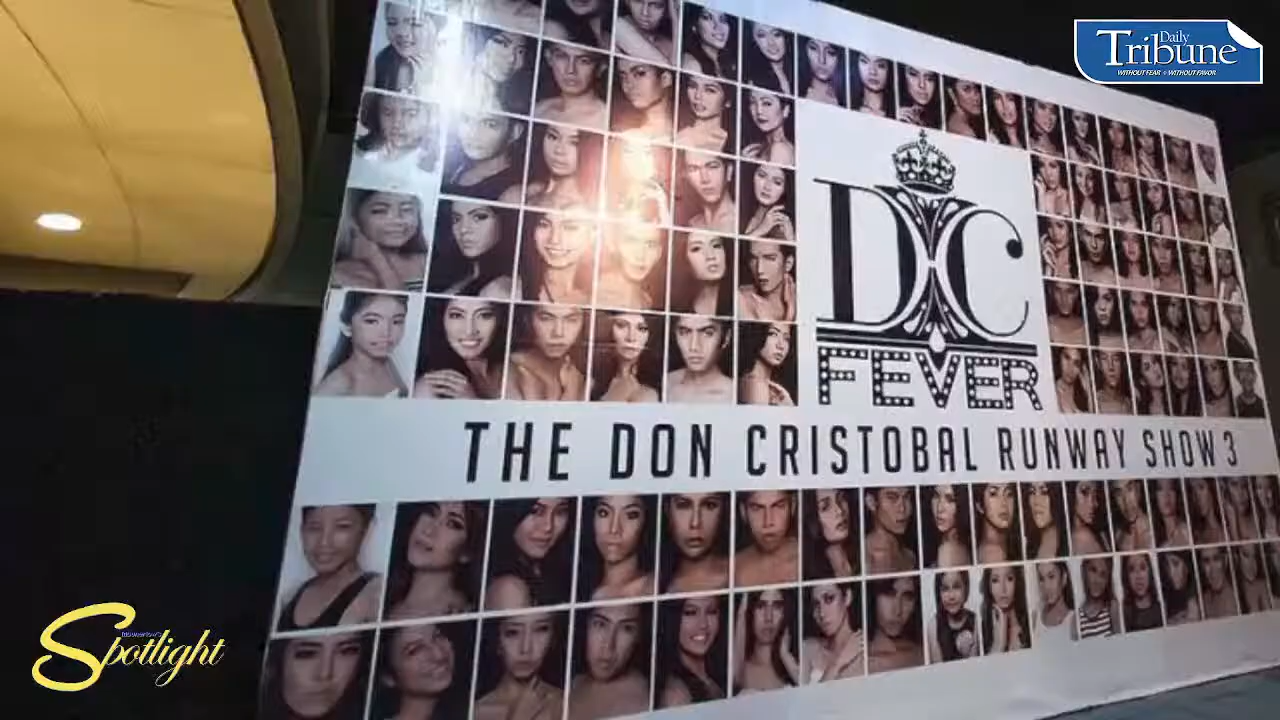 Daily
Tribune
WITHOUT FEAR • WITHOUT FAVOR
DC
FEVER
THE DON CRISTOBAL RUNWAY SHOW 3
Spotlight